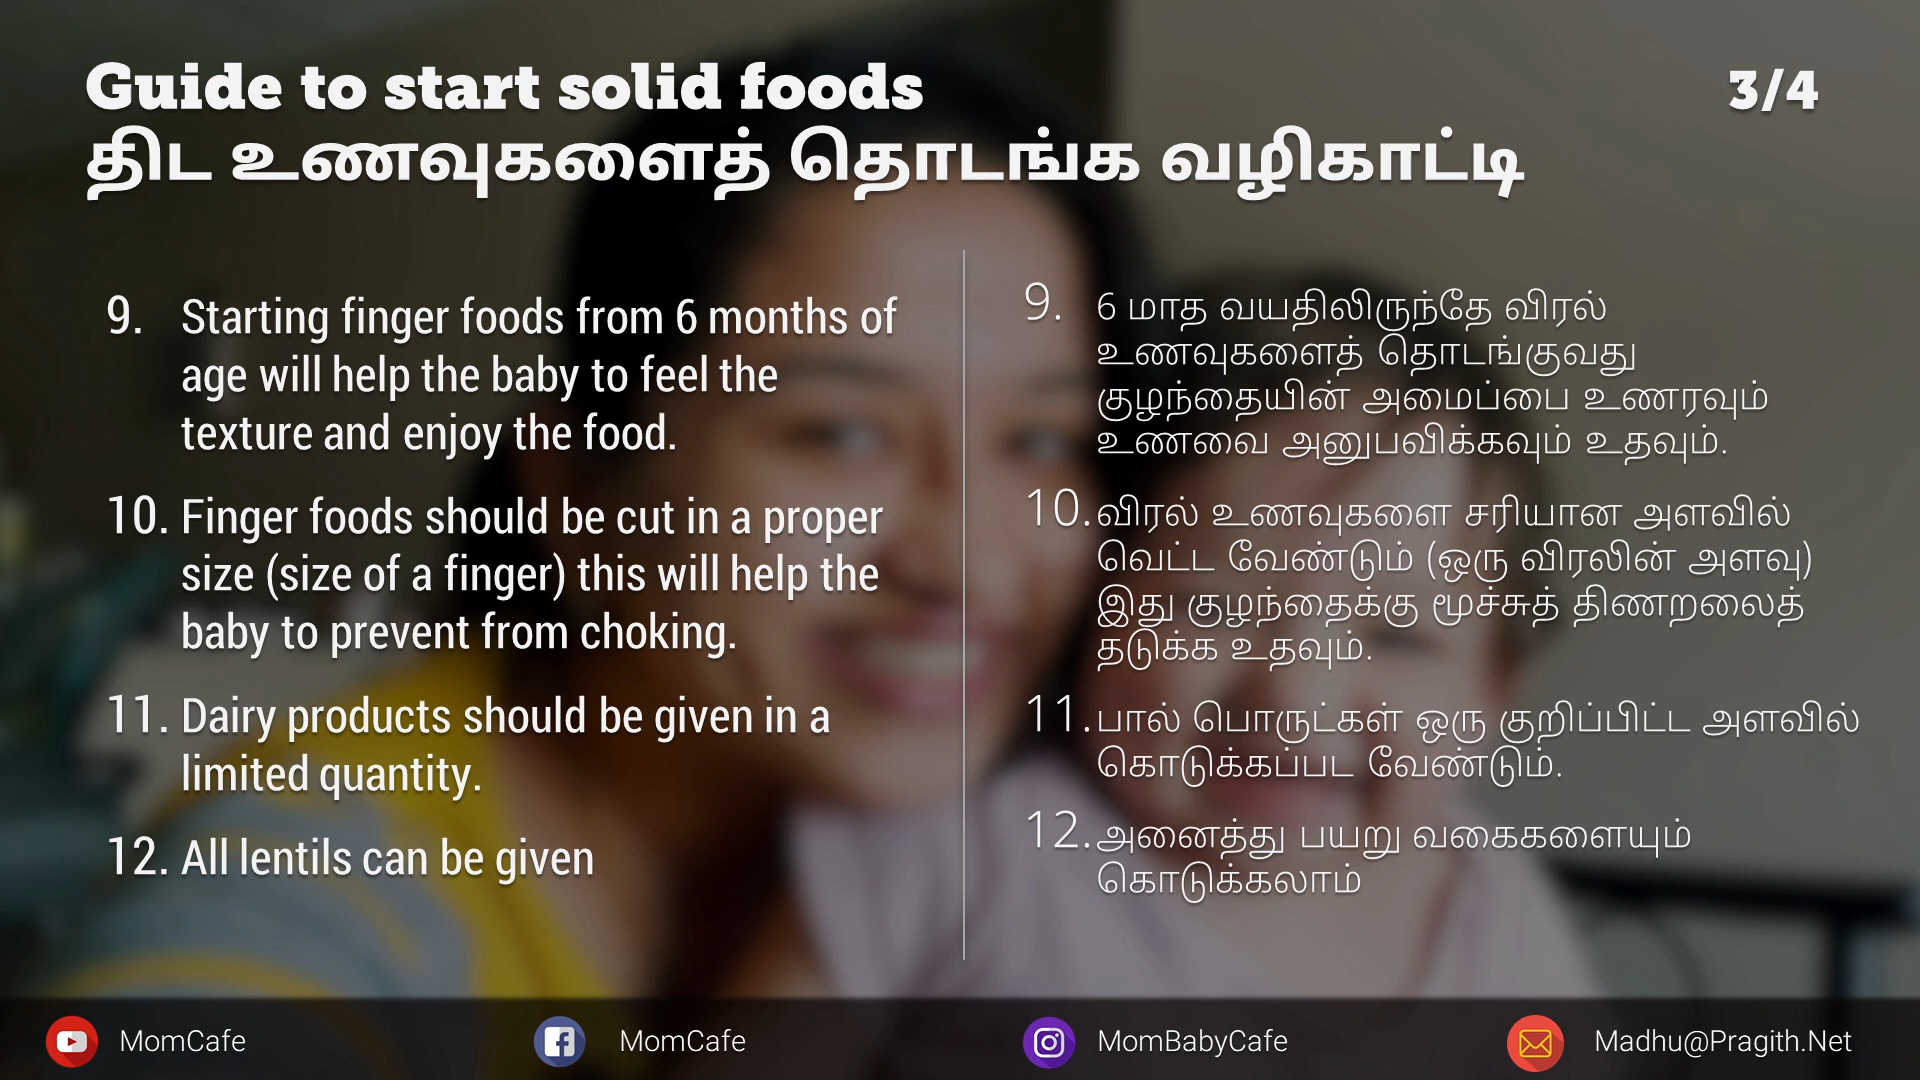 Guide to start solid foods
3/4
திட உணவுகளைத் தொடங்க வழிகாட்டி
9. Starting finger foods from 6 months of
age will help the baby to feel the
texture and enjoy the food.
10. Finger foods should be cut in a proper
size (size of a finger) this will help the
baby to prevent from choking.
11. Dairy products should be given in a
limited quantity.
12. All lentils can be given
9. 6 மாத வயதிலிருந்தே விரல்
உணவுகளைத் தொடங்குவது
குழந்தையின் அமைப்பை உணரவும்
உணவை அனுபவிக்கவும் உதவும்.
10. விரல் உணவுகளை சரியான அளவில்
வெட்ட வேண்டும் (ஒரு விரலின் அளவு)
இது குழந்தைக்கு மூச்சுத் திணறலைத்
தடுக்க உதவும்.
11. பால் பொருட்கள் ஒரு குறிப்பிட்ட அளவில்
கொடுக்கப்பட வேண்டும்.
12. அனைத்து பயறு வகைகளையும்
கொடுக்கலாம்
MomCafe
MomCafe
MomBabyCafe
Madhu@Pragith.Net